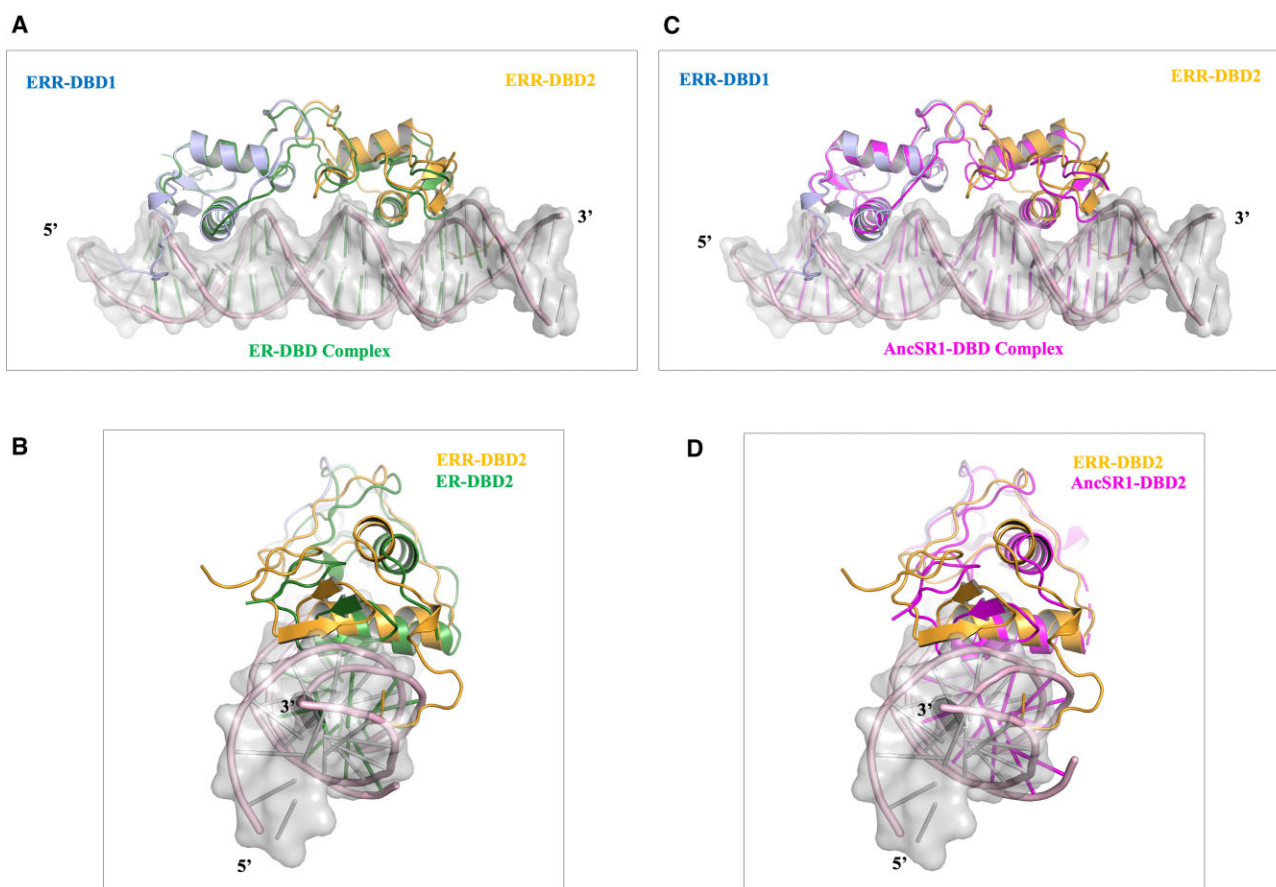 A
ERR-DBD1
ERR-DBD2
5’
3’
ER-DBD Complex
B
ERR-DBD2
ER-DBD2
3’
5’
C
ERR-DBD1
ERR-DBD2
5’
3’
AncSR1-DBD Complex
D
ERR-DBD2
AncSR1-DBD2
3’
5’